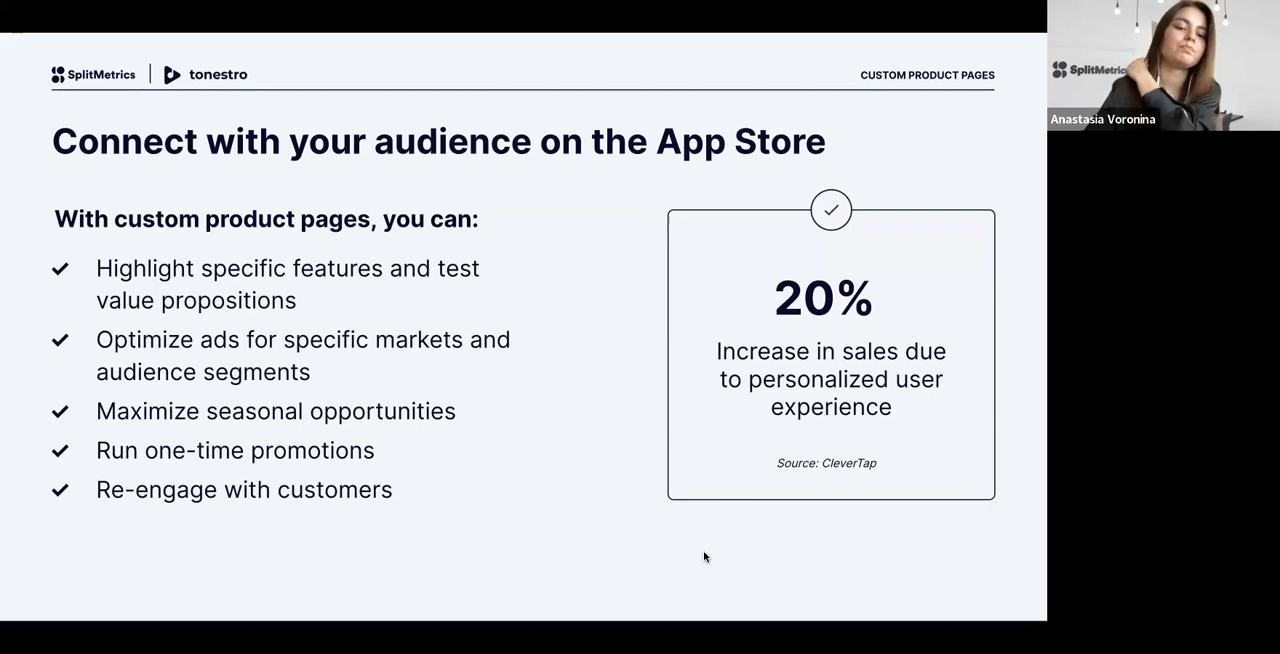 SplitMetrics
tonestro
CUSTOM PRODUCT PAGES
Connect with your audience on the App Store
With custom product pages, you can:
Highlight specific features and test
value propositions
Optimize ads for specific markets and
audience segments
Maximize seasonal opportunities
Run one-time promotions
Re-engage with customers
20%
Increase in sales due
to personalized user
experience
Source: CleverTap
SplitMetric
Anastasia Voronina